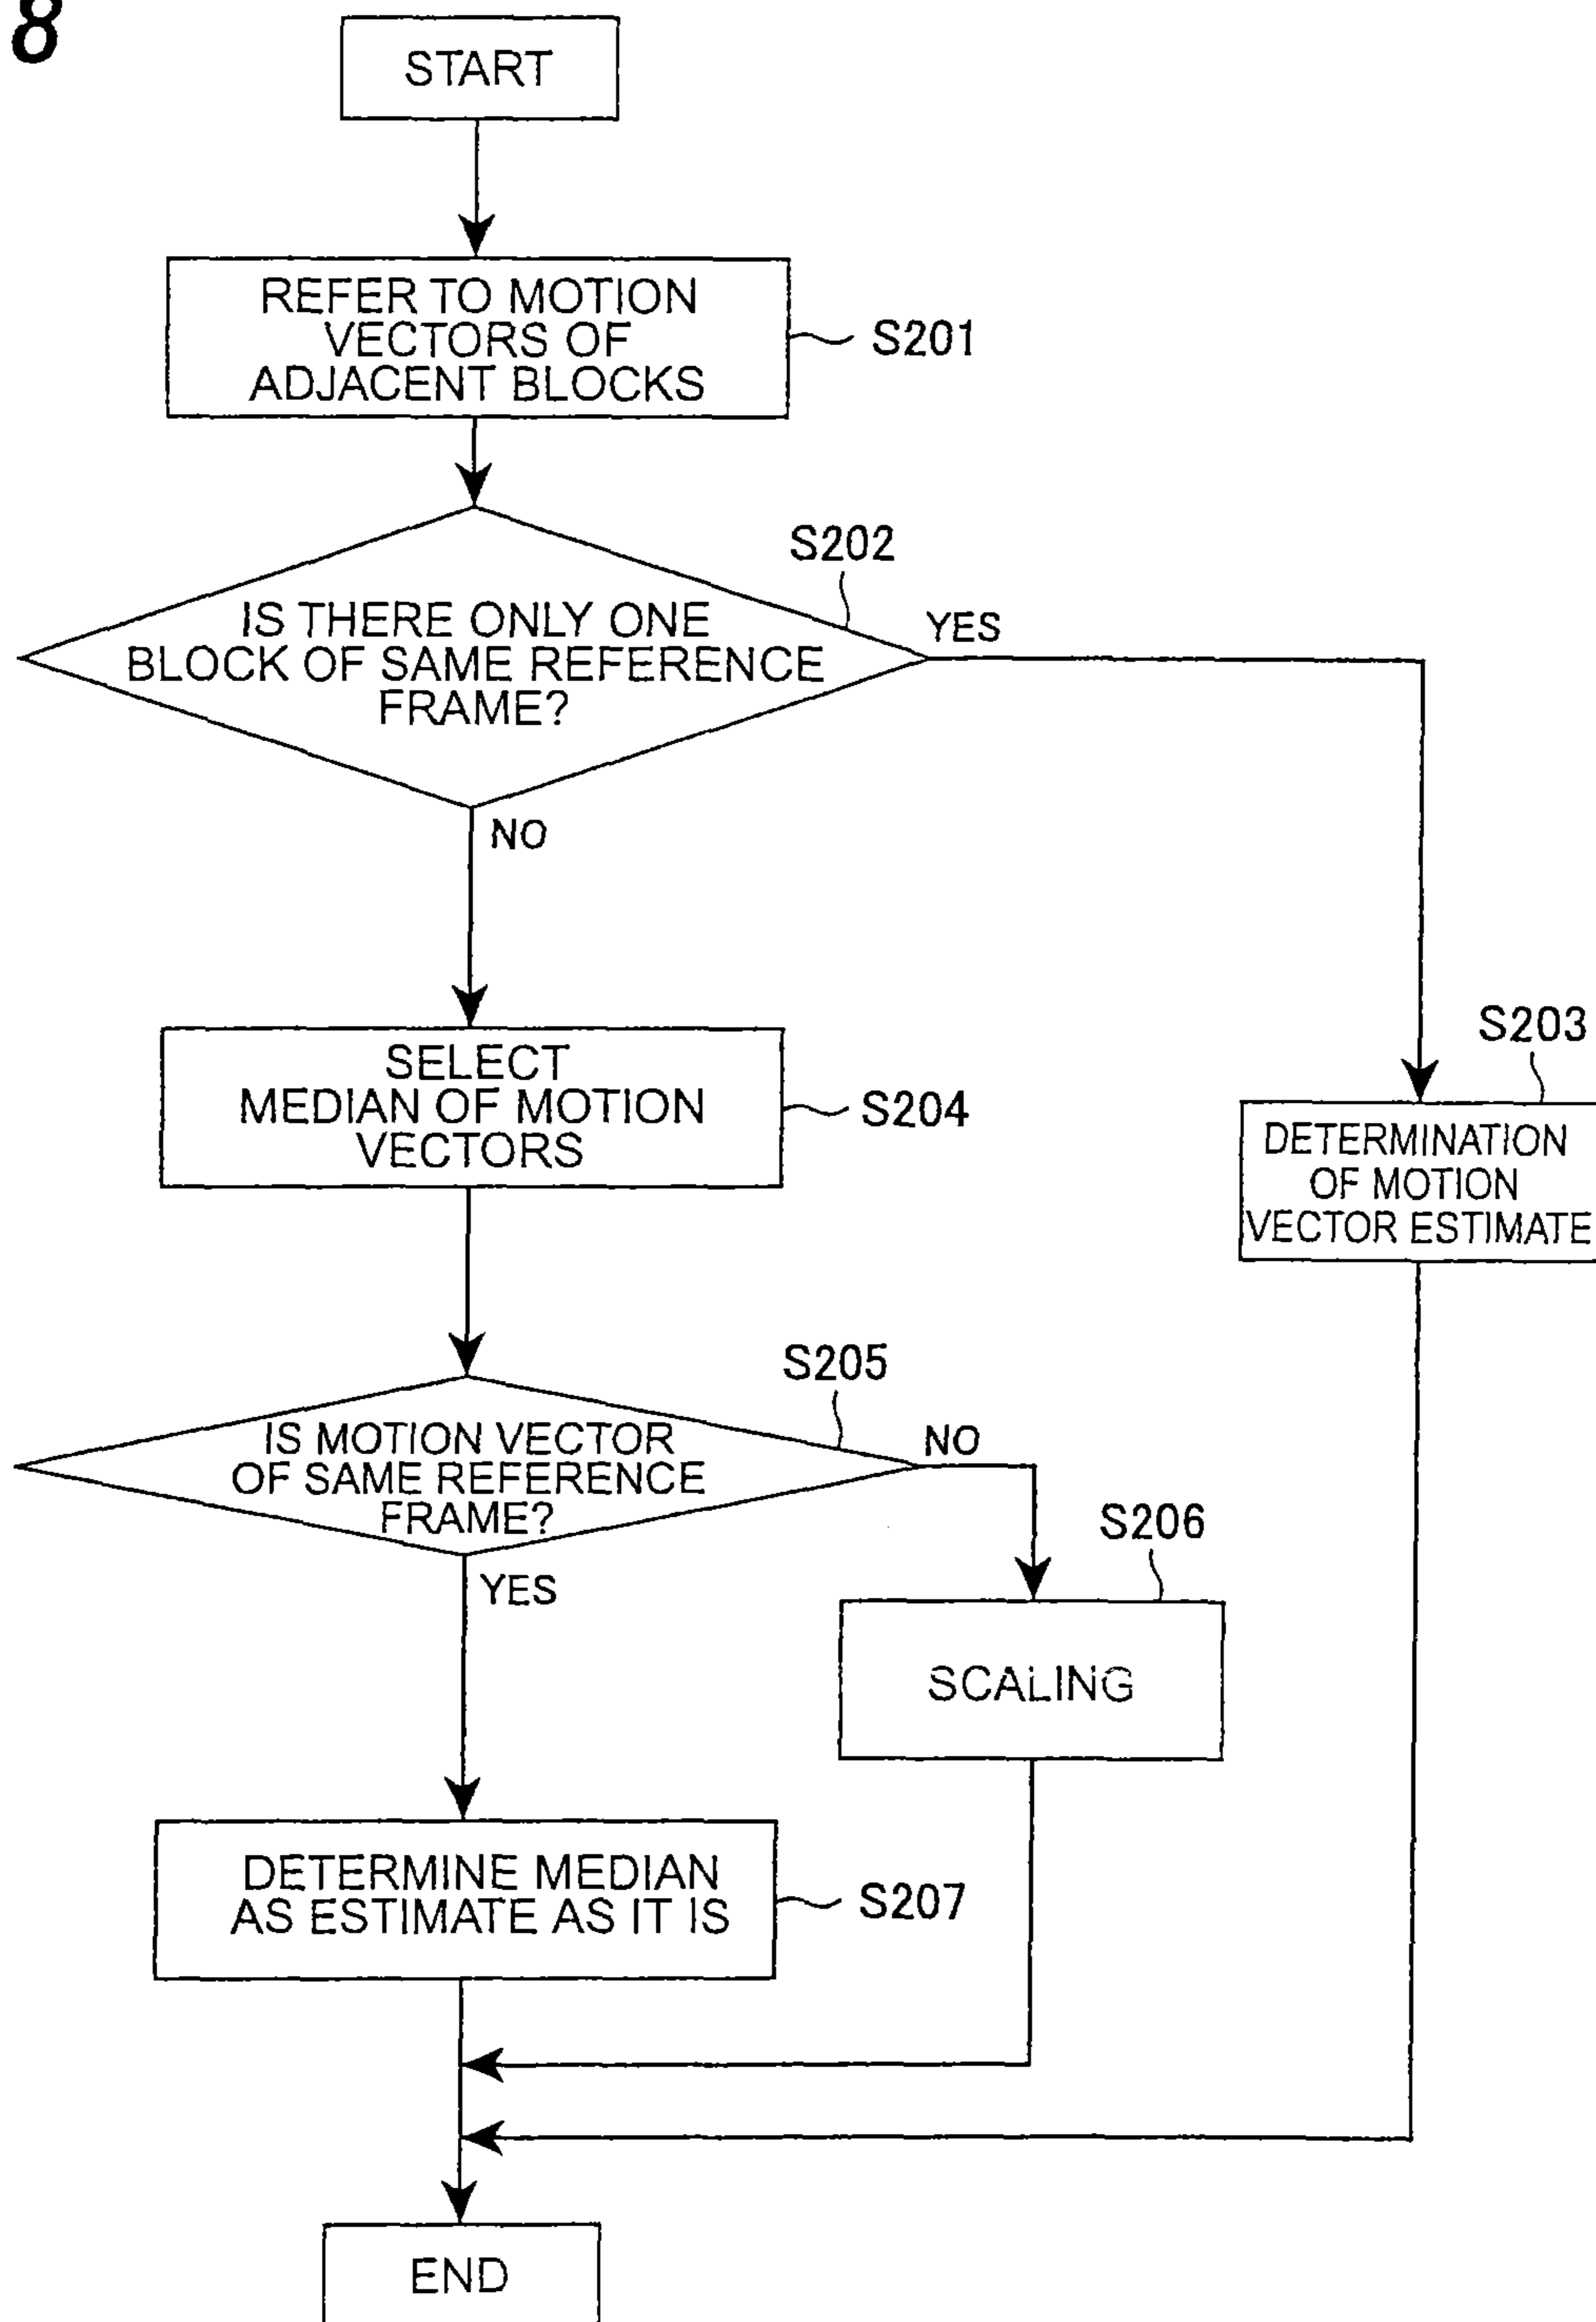 8
START
REFER TO MOTION
VECTORS OF
ADJACENT BLOCKS
S201
S202
IS THERE ONLY ONE
BLOCK OF SAME REFERENCE
FRAME?
YES
NO
S203
DETERMINATION
OF MOTION
VECTOR ESTIMATE
SELECT
MEDIAN OF MOTION
VECTORS
S204
S205
IS MOTION VECTOR
OF SAME REFERENCE
FRAME?
NO
YES
S206
SCALING
DETERMINE MEDIAN
AS ESTIMATE AS IT IS
S207
END